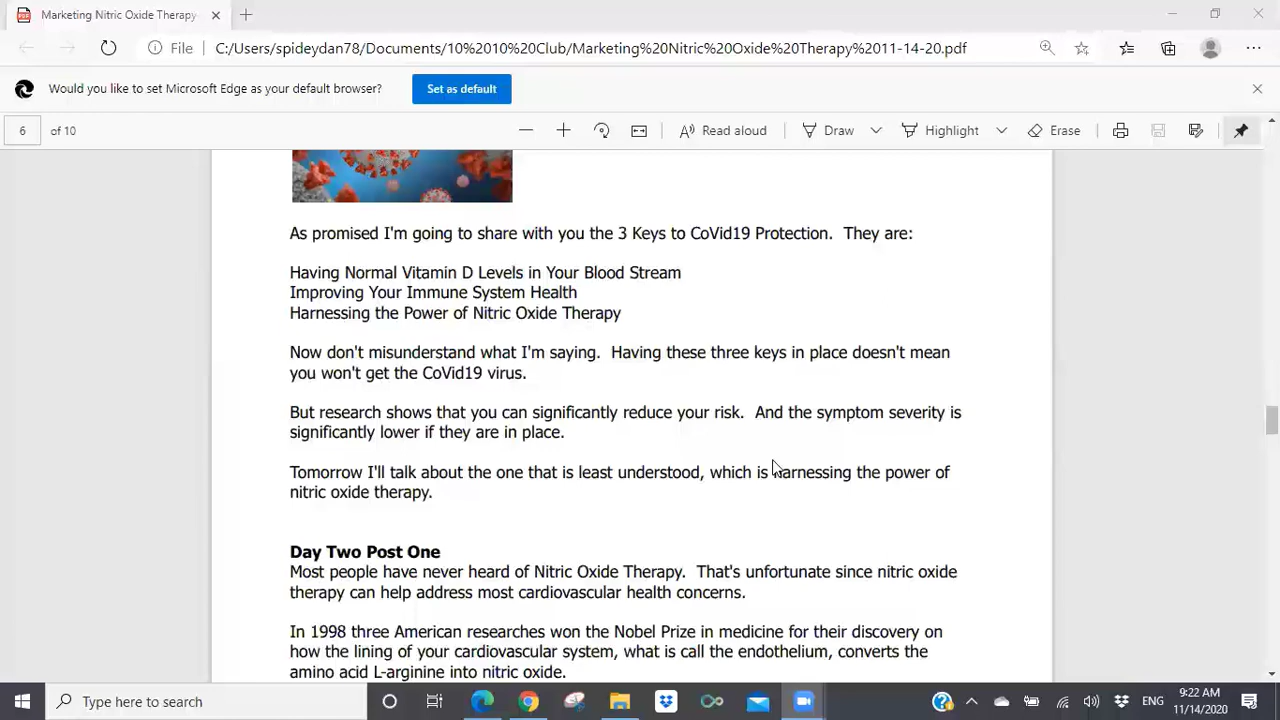 Marketing Nitric Oxide Therapy
File
C:/Users/spideydan78/Documents/10%2010%20Club/Marketing%20Nitric%20Oxide%20Therapy%2011-14-20.pdf
Would you like to set Microsoft Edge as your default browser?
Set as default
6 of 10
Read aloud
Draw
Highlight
Erase
As promised I'm going to share with you the 3 Keys to CoVid19 Protection. They are:
Having Normal Vitamin D Levels in Your Blood Stream
Improving Your Immune System Health
Harnessing the Power of Nitric Oxide Therapy
Now don't misunderstand what I'm saying. Having these three keys in place doesn't mean
you won't get the CoVid19 virus.
But research shows that you can significantly reduce your risk. And the symptom severity is
significantly lower if they are in place.
Tomorrow I'll talk about the one that is least understood, which is harnessing the power of
nitric oxide therapy.
Day Two Post One
Most people have never heard of Nitric Oxide Therapy. That's unfortunate since nitric oxide
therapy can help address most cardiovascular health concerns.
In 1998 three American researches won the Nobel Prize in medicine for their discovery on
how the lining of your cardiovascular system, what is call the endothelium, converts the
amino acid L-arginine into nitric oxide.
Type here to search
ENG
9:22 AM
11/14/2020